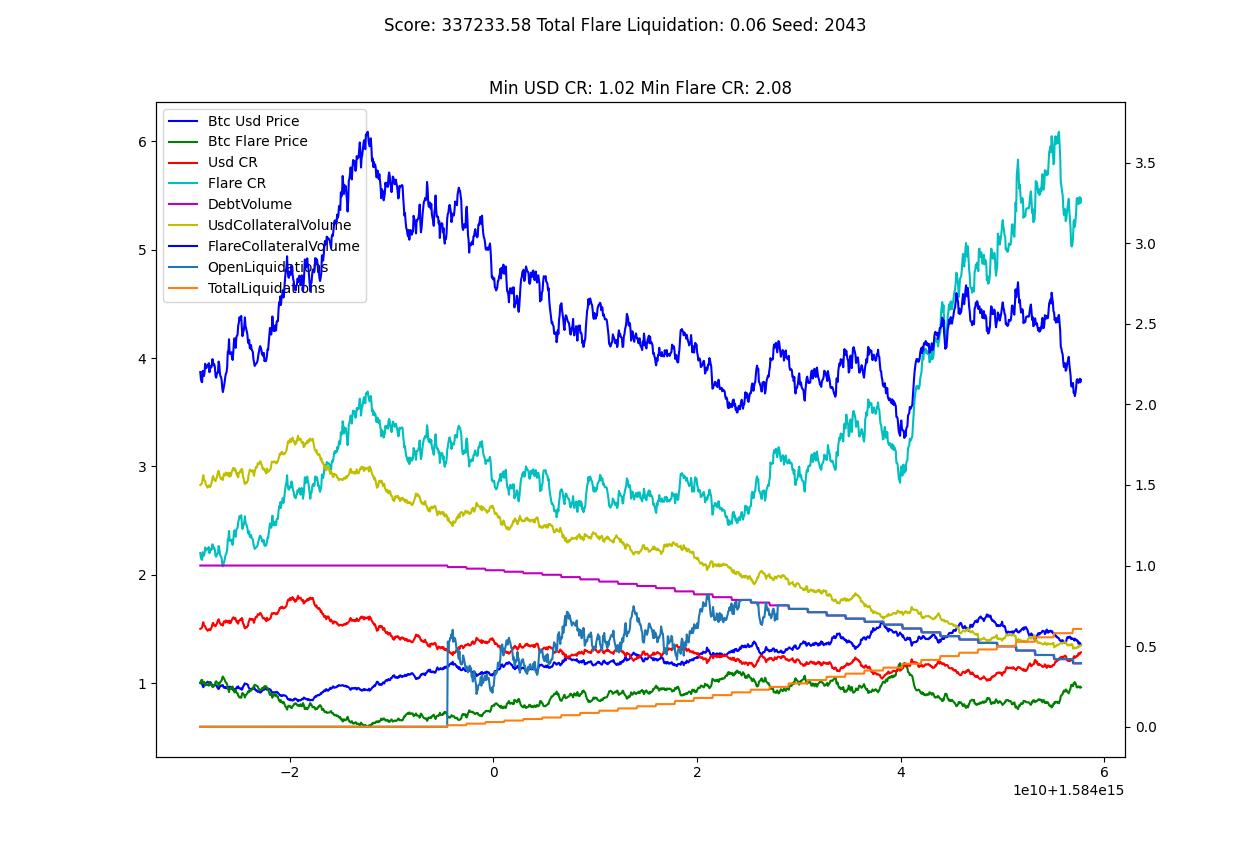 Score: 337233.58 Total Flare Liquidation: 0.06 Seed: 2043
Min USD CR: 1.02 Min Flare CR: 2.08
Btc Usd Price
Btc Flare Price
Usd CR
Flare CR
DebtVolume
UsdCollateralVolume
FlareCollateralVolume
OpenLiquidations
TotalLiquidations
6
5
4
3
2
1
3.5
3.0
2.5
2.0
1.5
1.0
0.5
0.0
−2
0
2
4
6
1e10+1.584e15